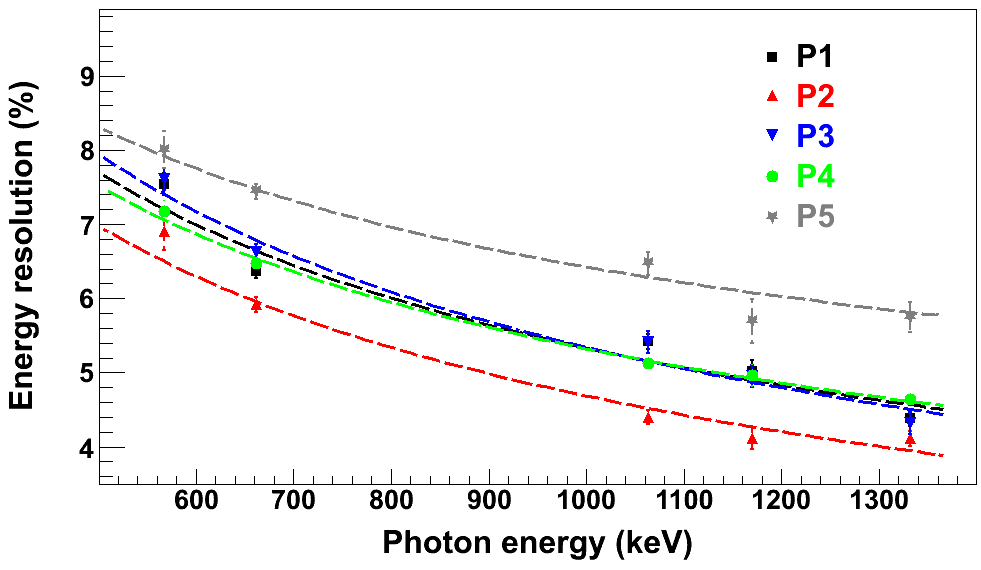 Energy resolution (%)
9
8
7
6
5
4
P1
P2
P3
P4
P5
600 700 800 900 1000 1100 1200 1300
Photon energy (keV)